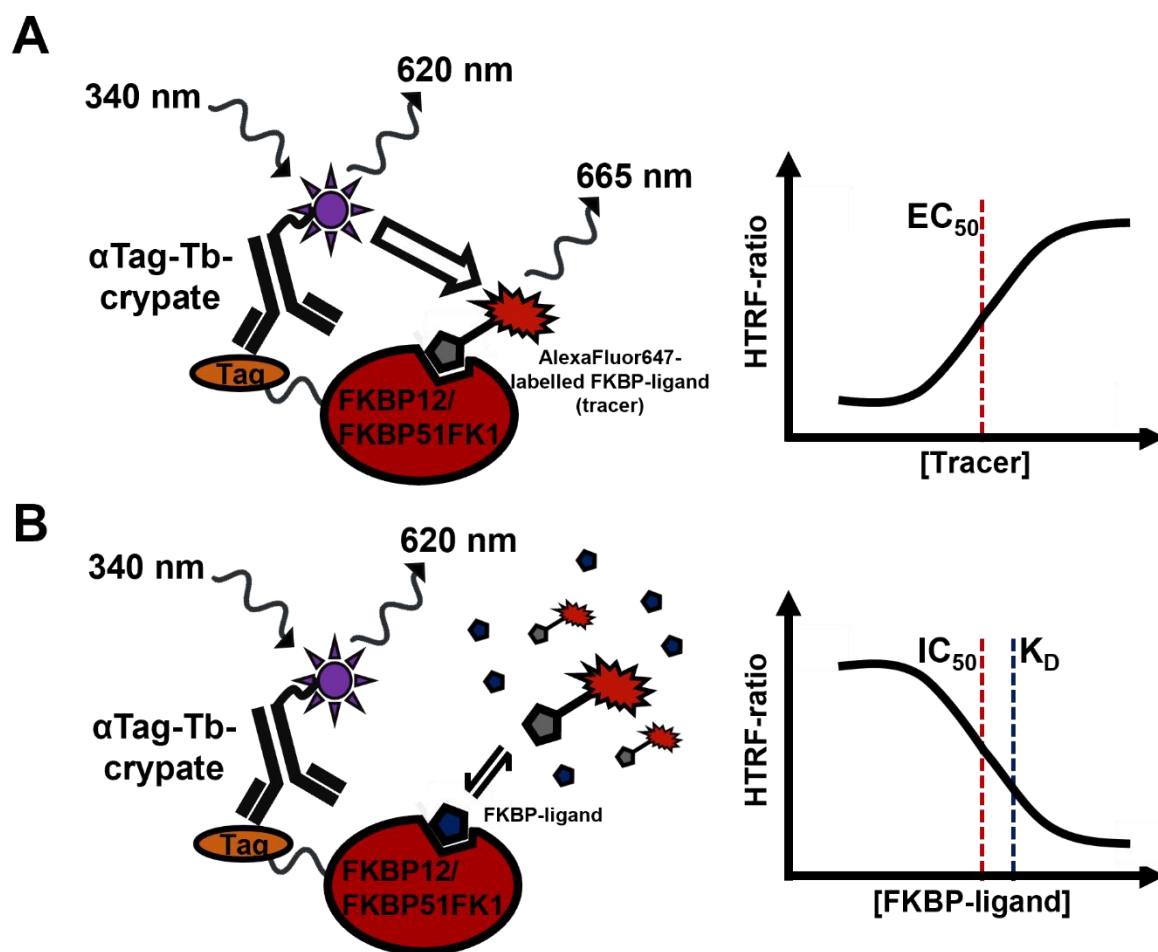 A
340 nm
620 nm
665 nm
αTag-Tb-
crypate
Tag
FKBP12/
FKBP51FK1
AlexaFluor647-
labelled FKBP-ligand
(tracer)
HTRF-ratio
EC50
[Tracer]
B
340 nm
620 nm
αTag-Tb-
crypate
Tag
FKBP12/
FKBP51FK1
FKBP-ligand
HTRF-ratio
IC50
KD
[FKBP-ligand]